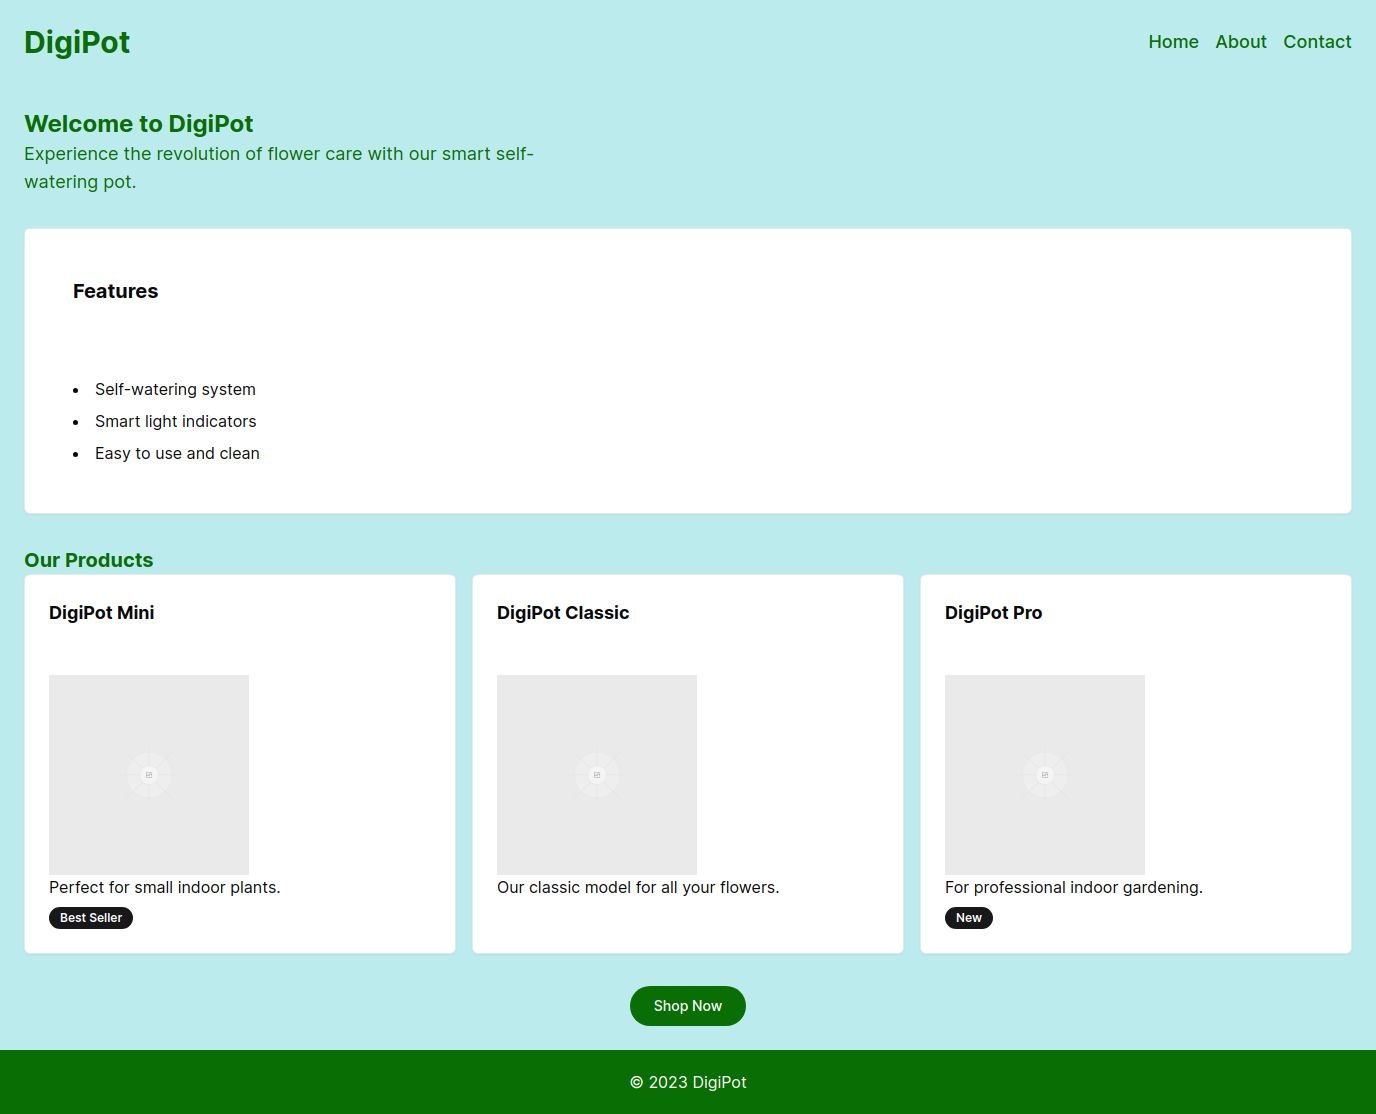 DigiPot
Home About Contact
Welcome to DigiPot
Experience the revolution of flower care with our smart self-
watering pot.
Features
Self-watering system
Smart light indicators
Easy to use and clean
Our Products
DigiPot Mini
Perfect for small indoor plants.
Best Seller
DigiPot Classic
Our classic model for all your flowers.
DigiPot Pro
For professional indoor gardening.
New
Shop Now
© 2023 DigiPot